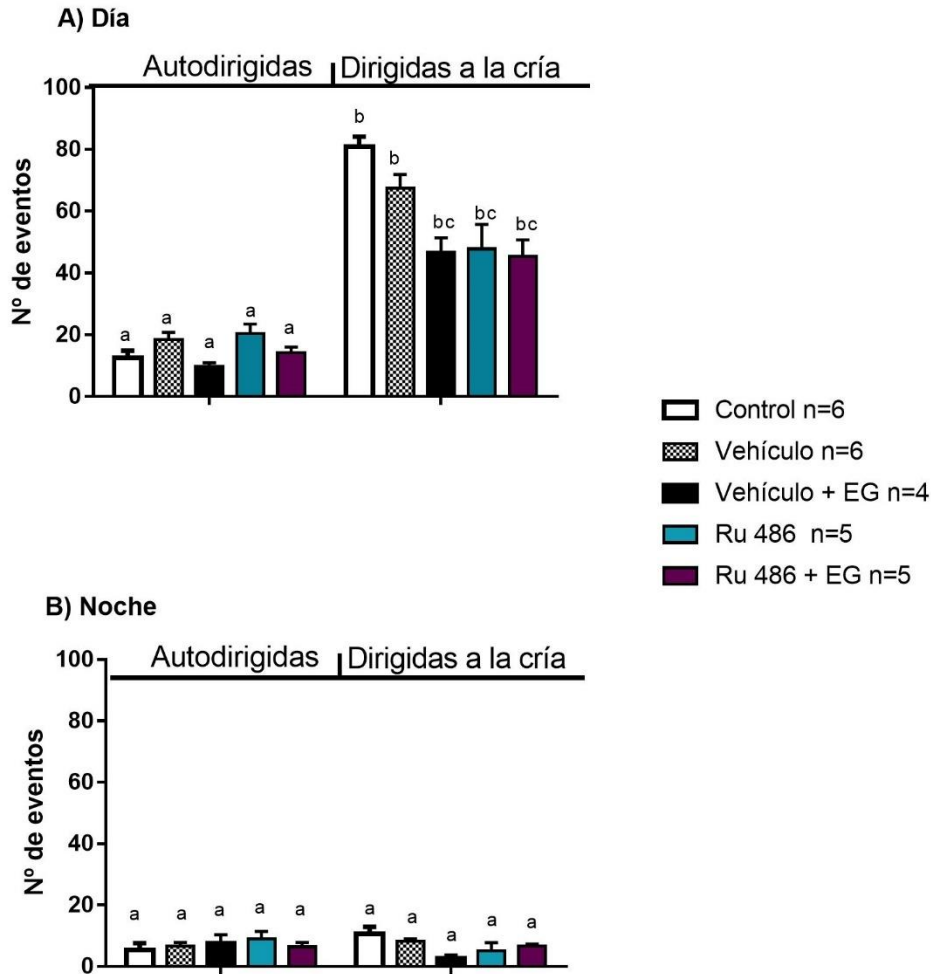 A) Día
Autodirigidas Dirigidas a la cría
Nº de eventos
100
80
60
40
20
0
a a a a a b b bc bc bc
Control n=6
Vehículo n=6
Vehículo + EG n=4
Ru 486 n=5
Ru 486 + EG n=5
B) Noche
Autodirigidas Dirigidas a la cría
Nº de eventos
100
80
60
40
20
0
a a a a a a a a a a